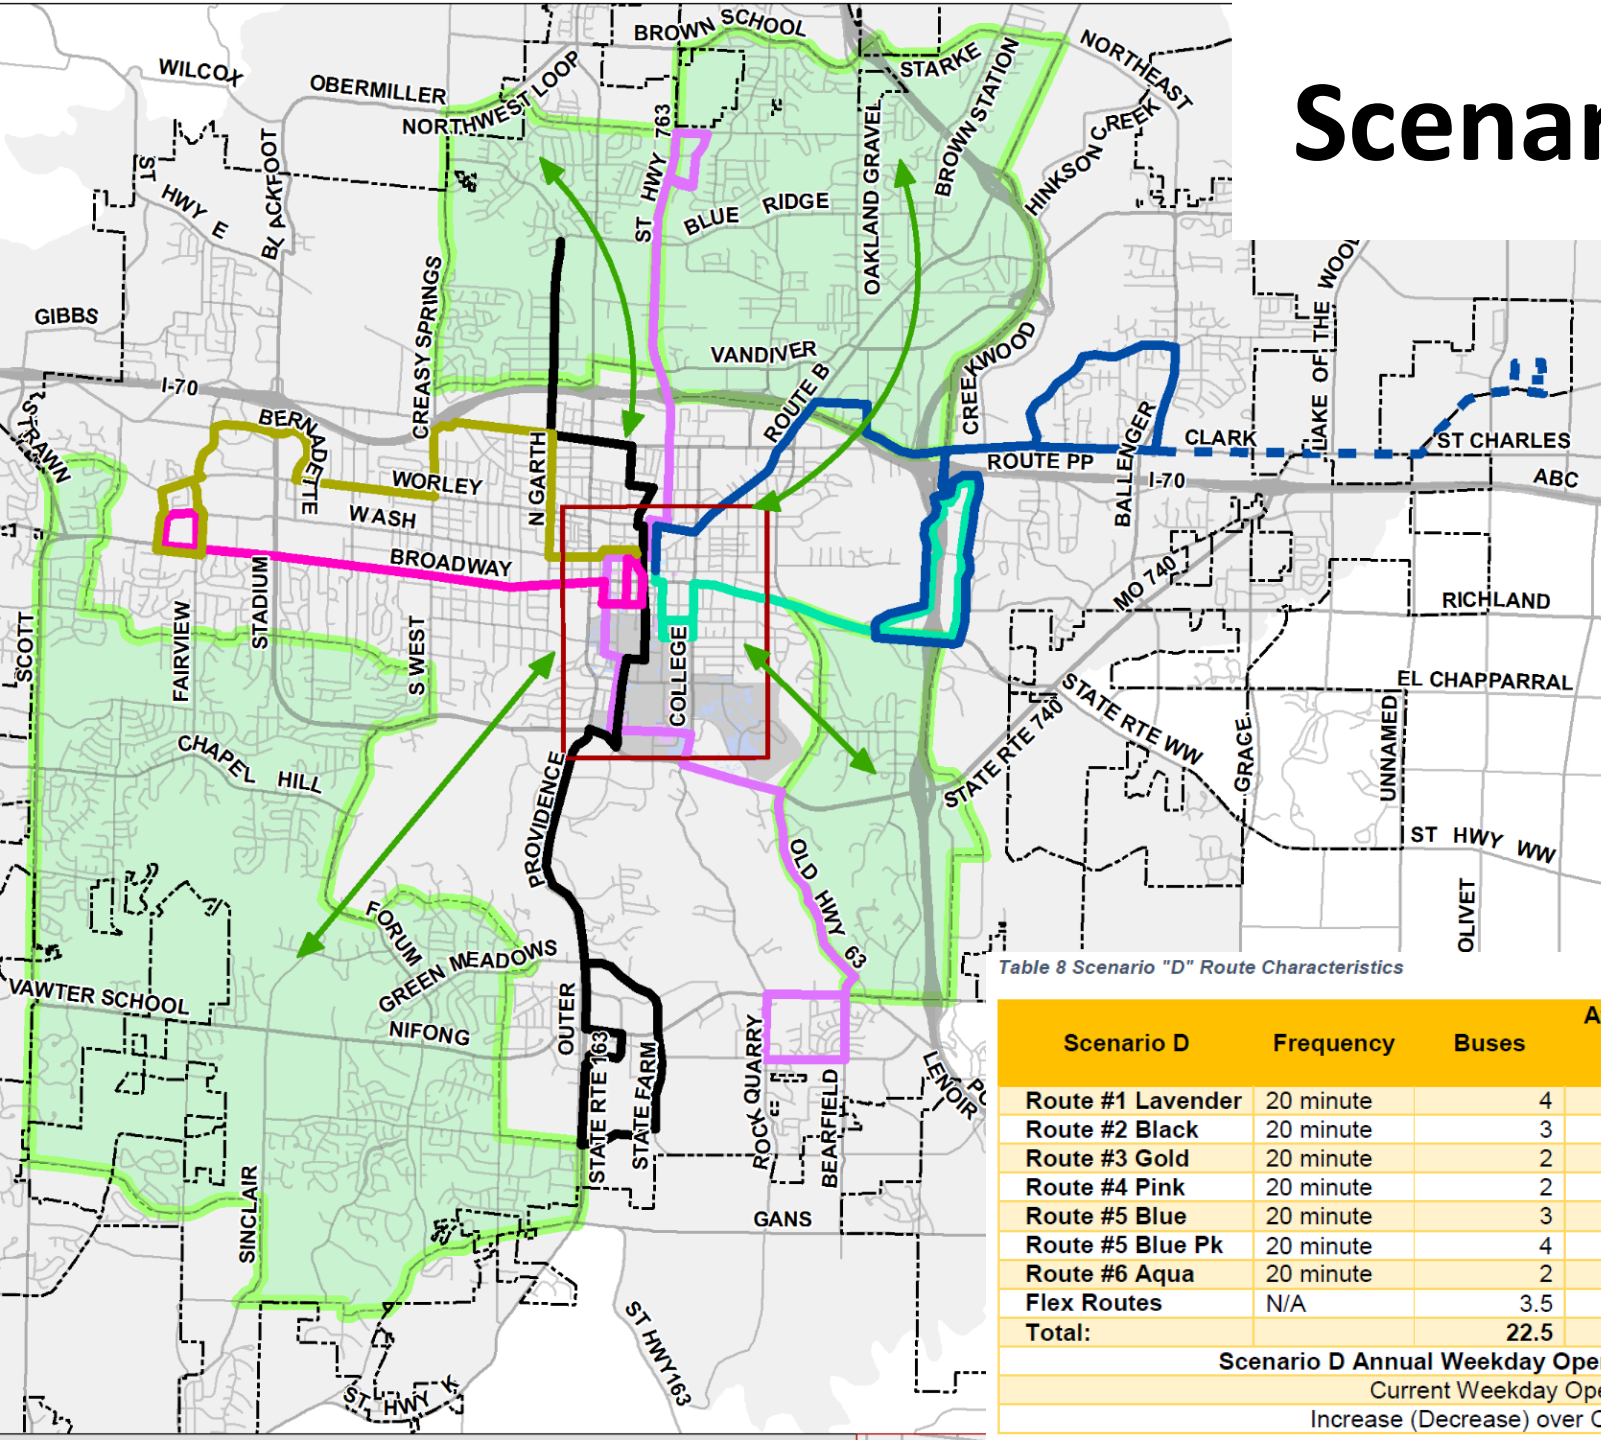 Scenar
BROWN SCHOOL
WILCOX
OBERMILLER
NORTHWEST LOOP
STARKE
NORTHEAST
BROWN STATION
HINKSON CREEK
OAKLAND GRAVEL
ST HWY 763
BLUE RIDGE
ST HWY E
BLACKFOOT
CREASY SPRINGS
GIBBS
I-70
VANDIVER
ROUTE B
CREEKWOOD
LAKE OF THE WOOD
STRAWN
BERNADETTE
WORLEY
WASH
N GARTH
BROADWAY
BALLENGER
CLARK
ROUTE PP
I-70
ST CHARLES
ABC
MO 740
RICHLAND
SCOTT
FAIRVIEW
STADIUM
S WEST
COLLEGE
EL CHAPPARRAL
STATE RTE WW
STATE RTE 740
GRACE
UNNAMED
CHAPEL HILL
PROVIDENCE
OLD HWY 63
ST HWY WW
OLIVET
FORUM
GREEN MEADOWS
VAWTER SCHOOL
NIFONG
OUTER
STATE RTE 163
STATE FARM
ROCK QUARRY
BEARFIELD
LENOIR
PO
SINCLAIR
GANS
ST HWY 163
ST HWY K
Table 8 Scenario "D" Route Characteristics
A
Scenario D Frequency Buses
Route #1 Lavender 20 minute 4
Route #2 Black 20 minute 3
Route #3 Gold 20 minute 2
Route #4 Pink 20 minute 2
Route #5 Blue 20 minute 3
Route #5 Blue Pk 20 minute 4
Route #6 Aqua 20 minute 2
Flex Routes N/A 3.5
Total: 22.5
Scenario D Annual Weekday Ope
Current Weekday Ope
Increase (Decrease) over C